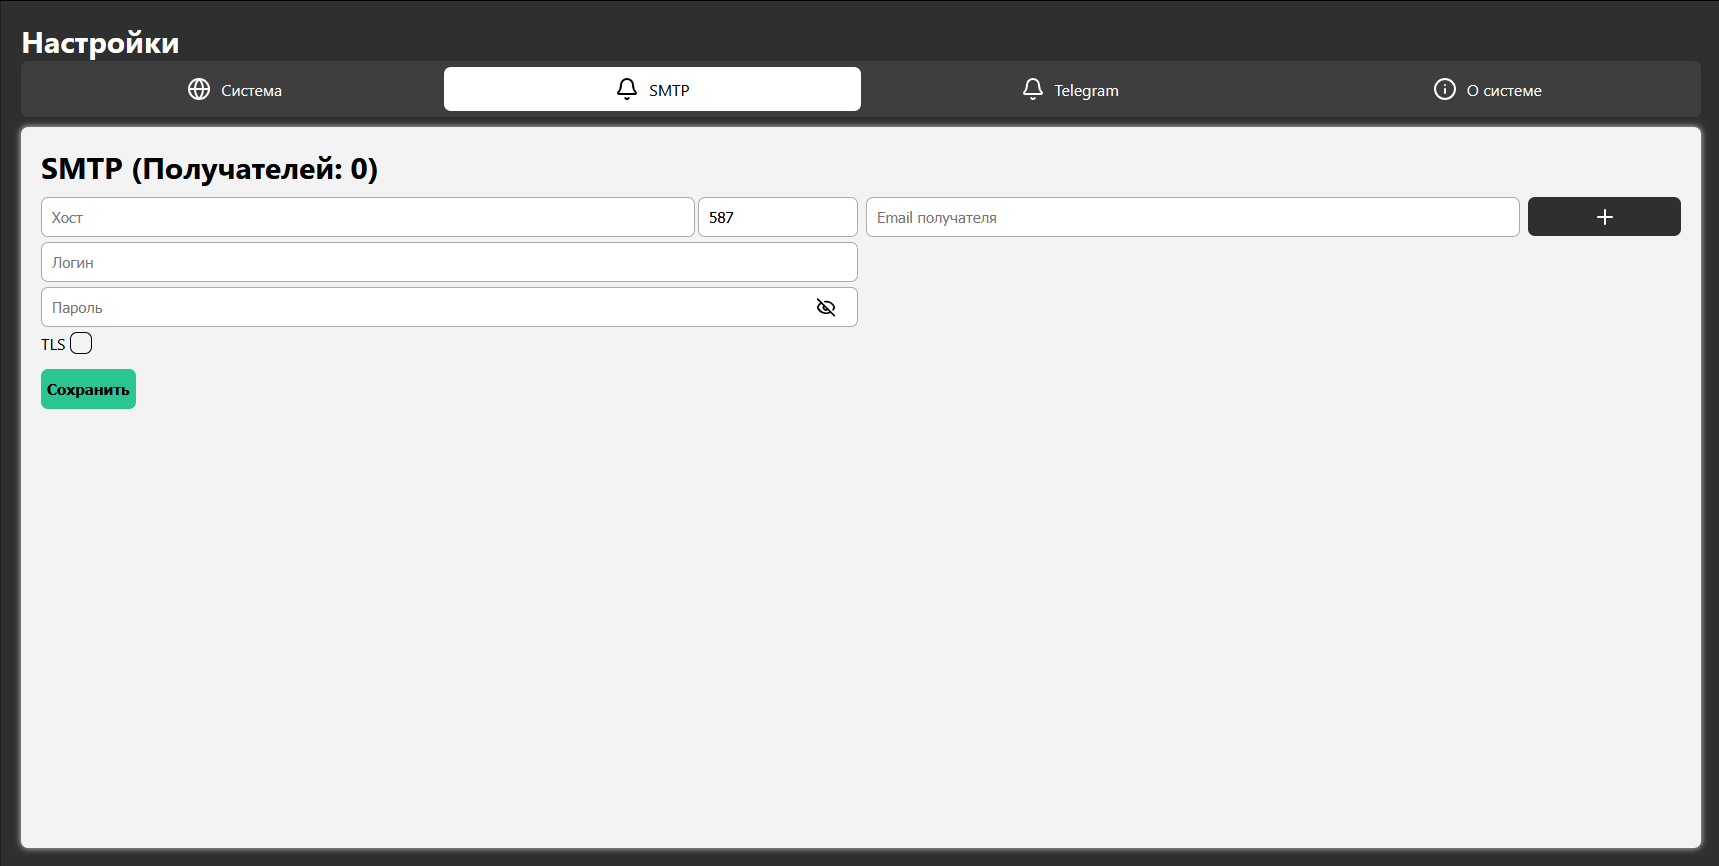 Настройки
Система
SMTP
Telegram
О системе
SMTP (Получателей: 0)
Хост
587
Email получателя
Логин
Пароль
TLS
Сохранить